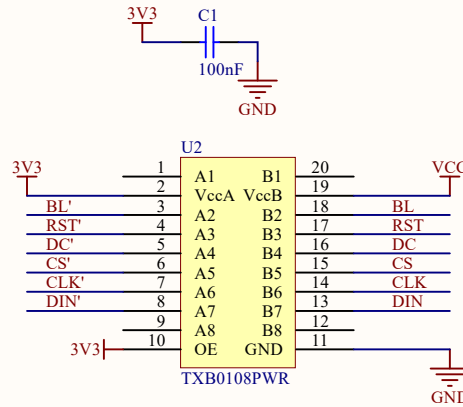 3V3 C1
100nF
GND
U2
3V3 1 A1 B1 20 VCC
2 VccA VccB 19
BL' 3 A2 B2 18 BL
RST' 4 A3 B3 17 RST
DC' 5 A4 B4 16 DC
CS' 6 A5 B5 15 CS
CLK' 7 A6 B6 14 CLK
DIN' 8 A7 B7 13 DIN
9 A8 B8 12
3V3 10 OE GND 11
TXB0108PWR
GND